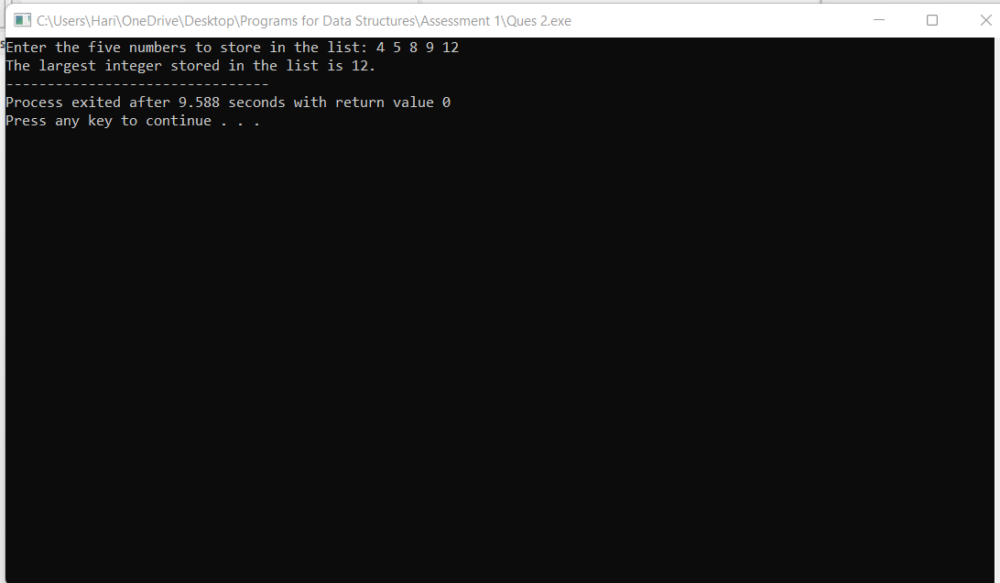 C:\Users\Hari\OneDrive\Desktop\Programs for Data Structures\Assessment 1\Ques 2.exe
Enter the five numbers to store in the list: 4 5 8 9 12
The largest integer stored in the list is 12.
--------------------------------
Process exited after 9.588 seconds with return value 0
Press any key to continue . . .